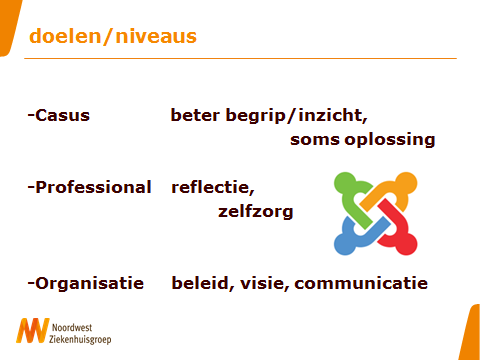 doelen/niveaus
-Casus beter begrip/inzicht,
soms oplossing
-Professional reflectie,
zelfzorg
-Organisatie beleid, visie, communicatie
Noordwest
Ziekenhuisgroep